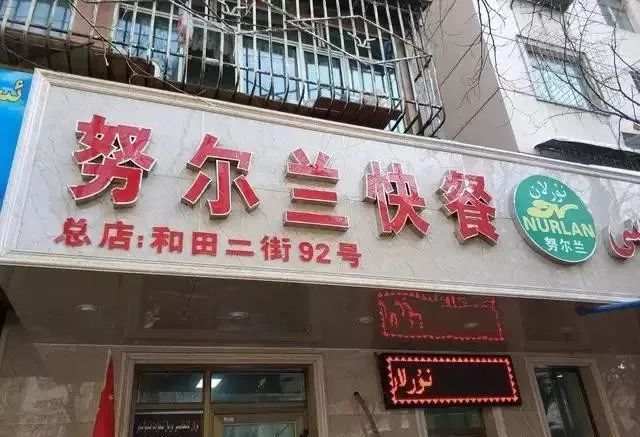 努尔兰快餐
总店:和田二街92号
نۇرلان
NURLAN
努尔兰
نۇرلان